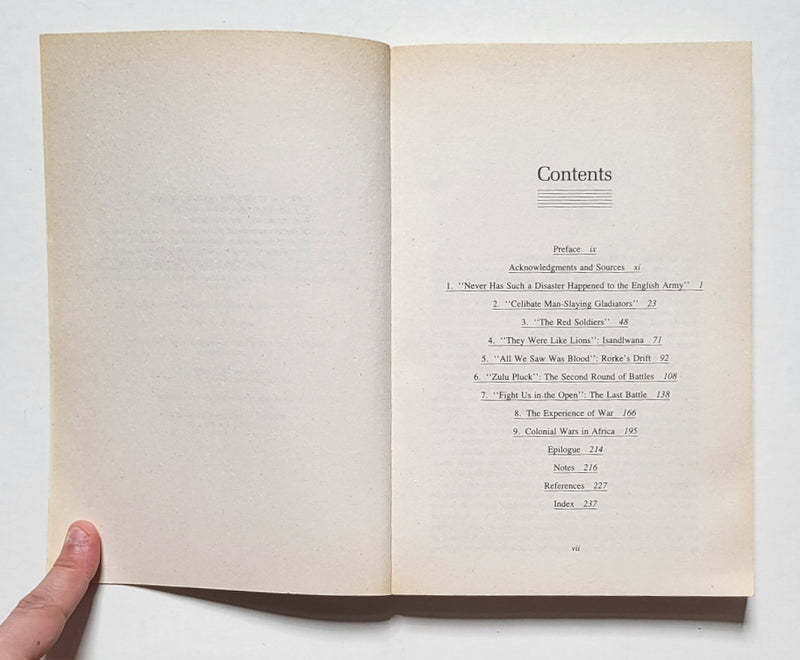 Contents
Preface ix
Acknowledgments and Sources xi
1. ‘‘Never Has Such a Disaster Happened to the English Army’’ 1
2. ‘‘Celibate Man-Slaying Gladiators’’ 23
3. ‘‘The Red Soldiers’’ 48
4. ‘‘They Were Like Lions’’: Isandlwana 71
5. ‘‘All We Saw Was Blood’’: Rorke's Drift 92
6. ‘‘Zulu Pluck’’: The Second Round of Battles 108
7. ‘‘Fight Us in the Open’’: The Last Battle 138
8. The Experience of War 166
9. Colonial Wars in Africa 195
Epilogue 214
Notes 216
References 227
Index 237
vii